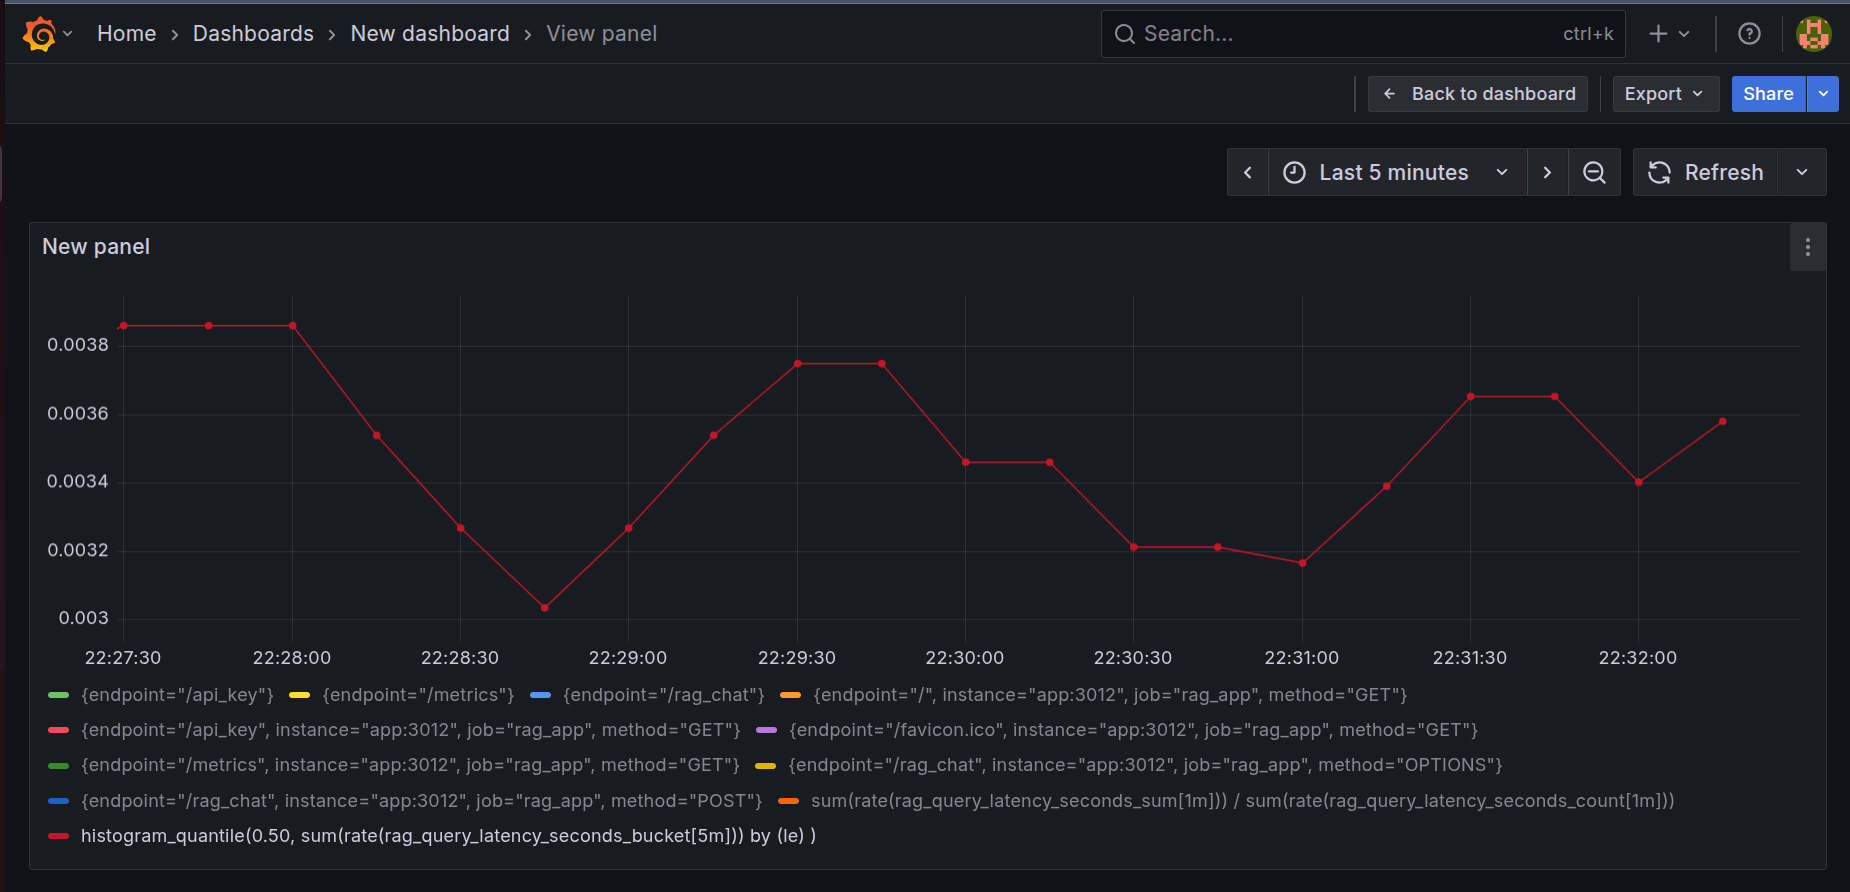 Home › Dashboards › New dashboard › View panel Search... ctrl+k
Back to dashboard Export Share
Last 5 minutes Refresh
New panel
0.0038
0.0036
0.0034
0.0032
0.003
22:27:30 22:28:00 22:28:30 22:29:00 22:29:30 22:30:00 22:30:30 22:31:00 22:31:30 22:32:00
{endpoint="/api_key"} {endpoint="/metrics"} {endpoint="/rag_chat"} {endpoint="/", instance="app:3012", job="rag_app", method="GET"}
{endpoint="/api_key", instance="app:3012", job="rag_app", method="GET"} {endpoint="/favicon.ico", instance="app:3012", job="rag_app", method="GET"}
{endpoint="/metrics", instance="app:3012", job="rag_app", method="GET"} {endpoint="/rag_chat", instance="app:3012", job="rag_app", method="OPTIONS"}
{endpoint="/rag_chat", instance="app:3012", job="rag_app", method="POST"} sum(rate(rag_query_latency_seconds_sum[1m])) / sum(rate(rag_query_latency_seconds_count[1m]))
histogram_quantile(0.50, sum(rate(rag_query_latency_seconds_bucket[5m])) by (le) )